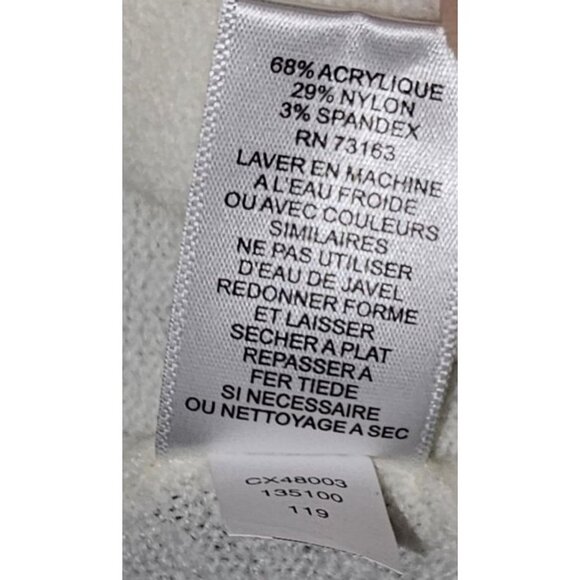 68% ACRYLIQUE
29% NYLON
3% SPANDEX
RN 73163
LAVER EN MACHINE
A L'EAU FROIDE
OU AVEC COULEURS
SIMILAIRES
NE PAS UTILISER
D'EAU DE JAVEL
REDONNER FORME
ET LAISSER
SECHER A PLAT
REPASSER A
FER TIEDE
SI NECESSAIRE
OU NETTOYAGE A SEC
CX48003
135100
119